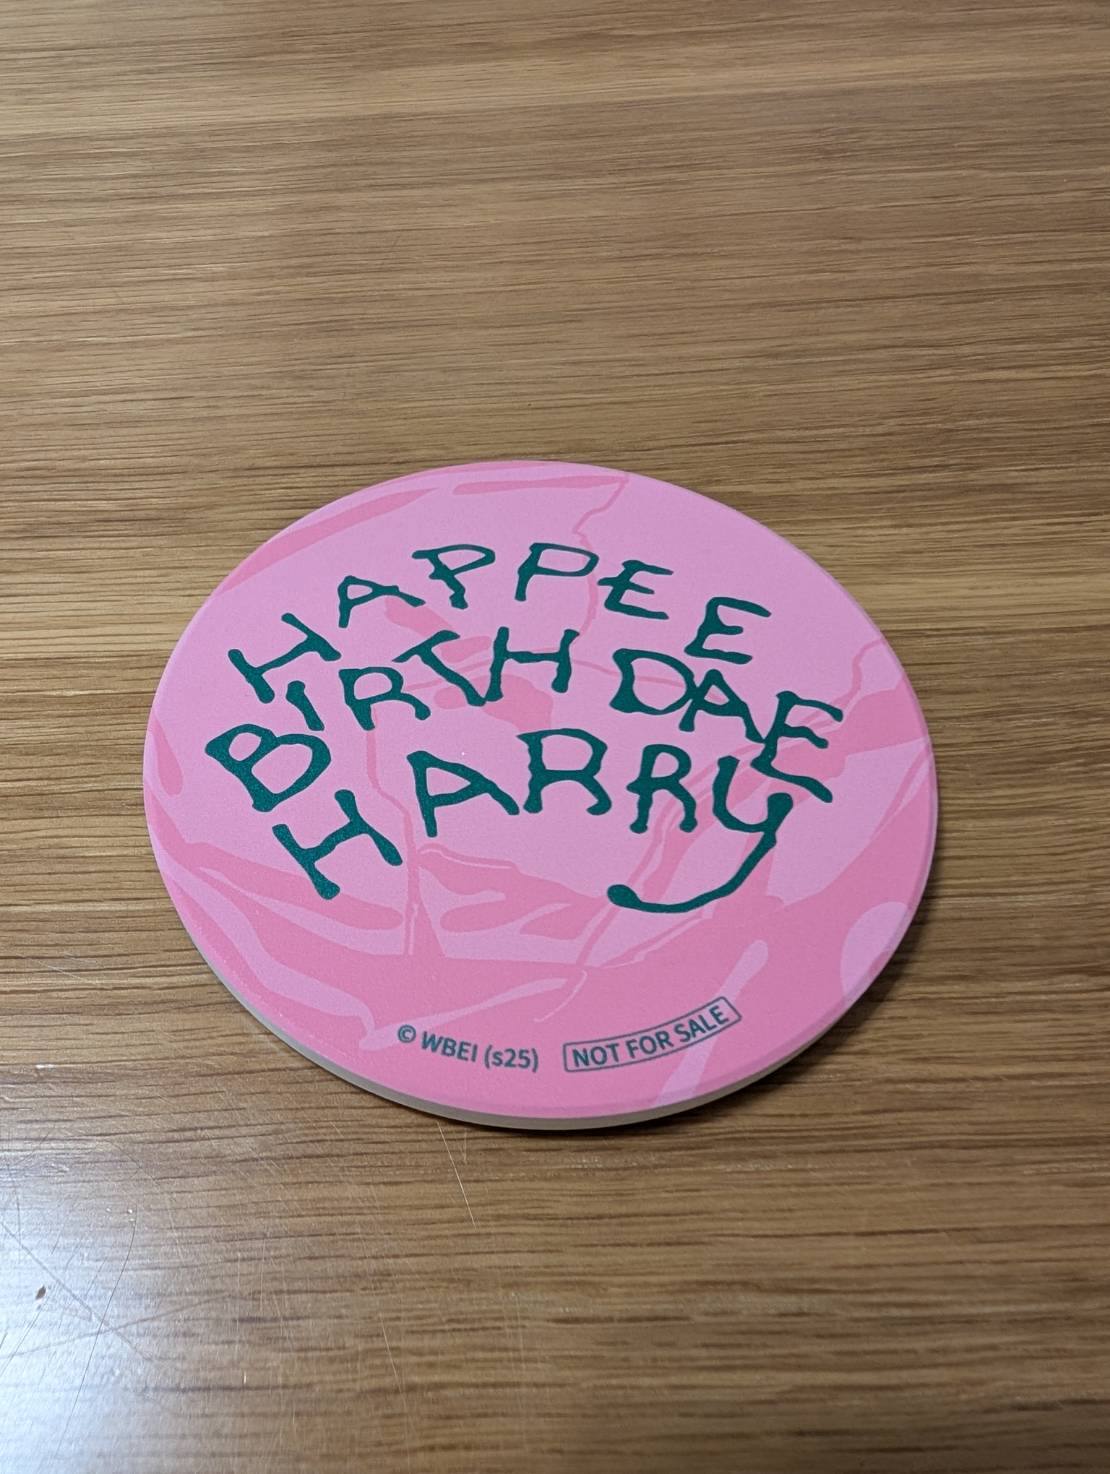 HAPPEE
BIRTHDAE
HARRY
© WBEI (s25) NOT FOR SALE